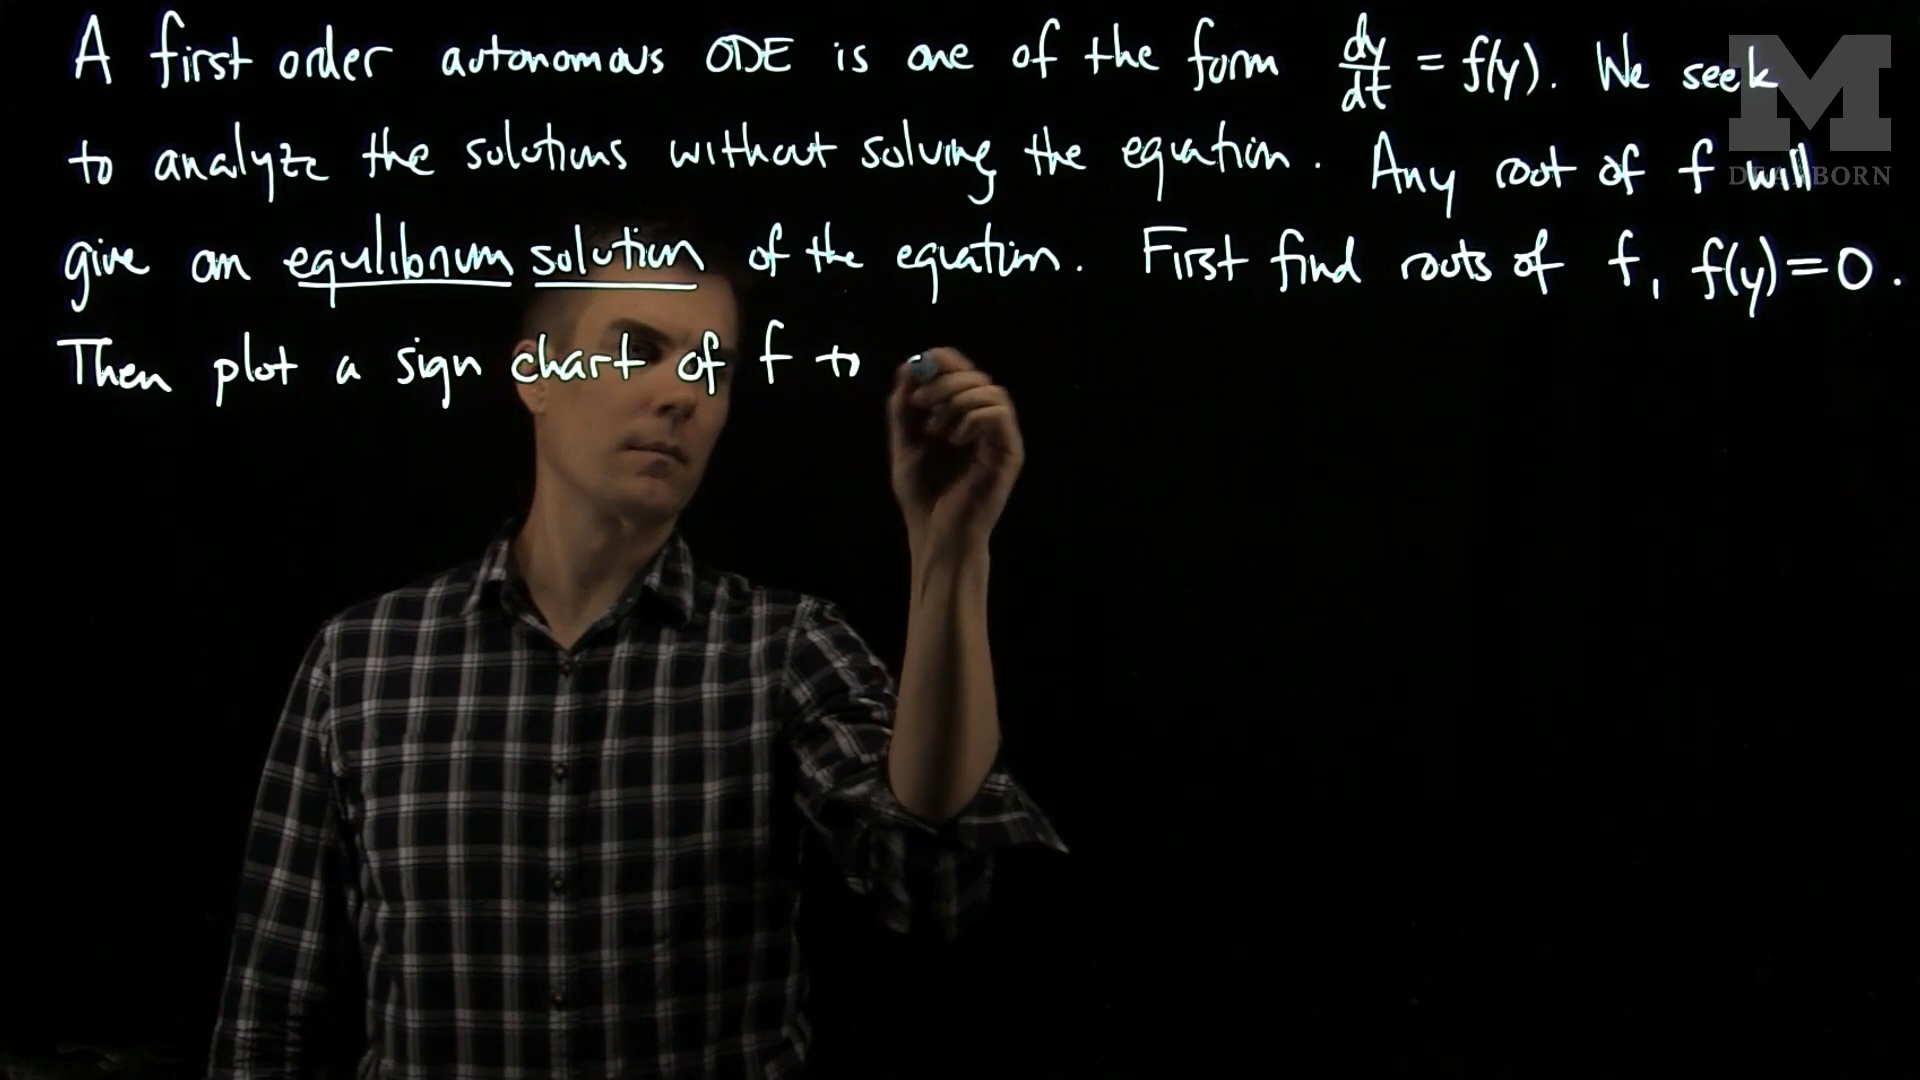 A first order autonomous ODE is one of the form dy/dt = f(y). We seek
to analyze the solutions without solving the equation. Any root of f will
give an equlibrium solution of the equation. First find roots of f, f(y)=0.
Then plot a sign chart of f to
M
DEARBORN